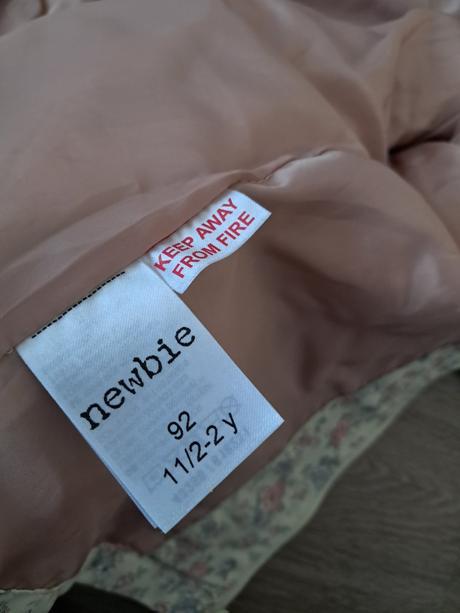 KEEP AWAY
FROM FIRE
newbie
92
11/2-2 y